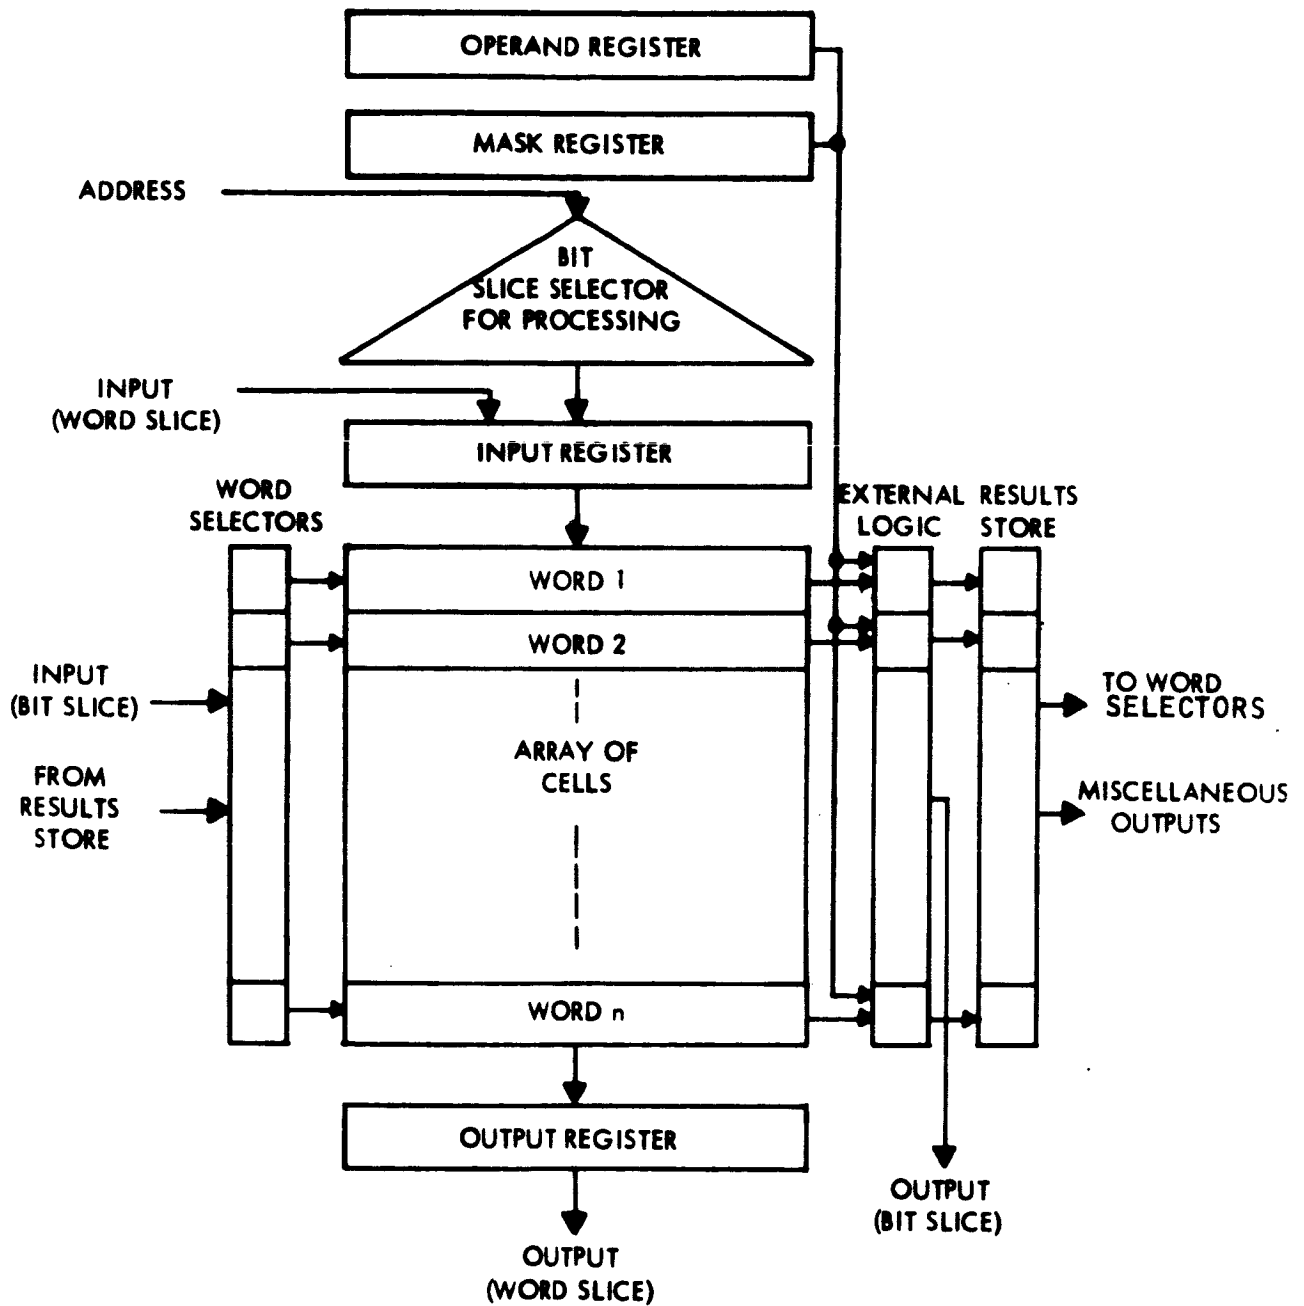 OPERAND REGISTER
MASK REGISTER
ADDRESS
BIT
SLICE SELECTOR
FOR PROCESSING
INPUT
(WORD SLICE)
INPUT REGISTER
WORD
SELECTORS
EXTERNAL
LOGIC
RESULTS
STORE
WORD 1
WORD 2
INPUT
(BIT SLICE)
TO WORD
SELECTORS
ARRAY OF
CELLS
FROM
RESULTS
STORE
MISCELLANEOUS
OUTPUTS
WORD n
OUTPUT REGISTER
OUTPUT
(BIT SLICE)
OUTPUT
(WORD SLICE)